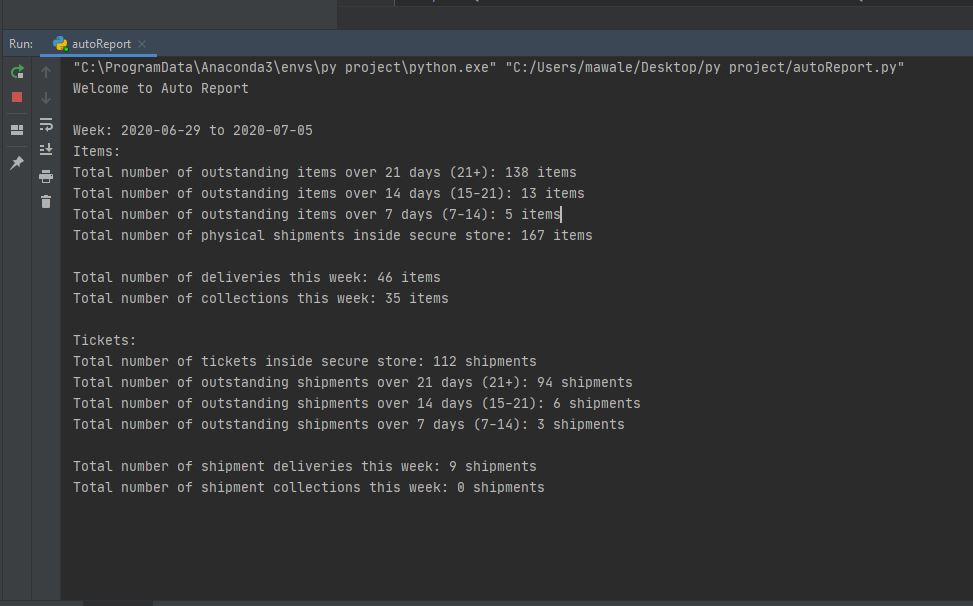 Run:
autoReport
"C:\ProgramData\Anaconda3\envs\py project\python.exe" "C:/Users/mawale/Desktop/py project/autoReport.py"
Welcome to Auto Report
Week: 2020-06-29 to 2020-07-05
Items:
Total number of outstanding items over 21 days (21+): 138 items
Total number of outstanding items over 14 days (15-21): 13 items
Total number of outstanding items over 7 days (7-14): 5 items
Total number of physical shipments inside secure store: 167 items
Total number of deliveries this week: 46 items
Total number of collections this week: 35 items
Tickets:
Total number of tickets inside secure store: 112 shipments
Total number of outstanding shipments over 21 days (21+): 94 shipments
Total number of outstanding shipments over 14 days (15-21): 6 shipments
Total number of outstanding shipments over 7 days (7-14): 3 shipments
Total number of shipment deliveries this week: 9 shipments
Total number of shipment collections this week: 0 shipments